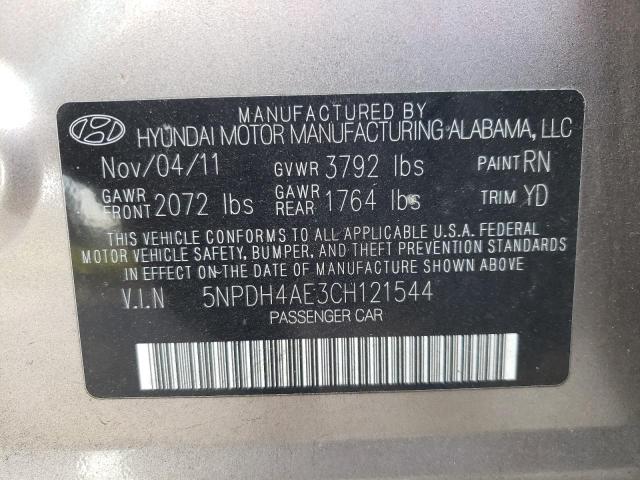 MANUFACTURED BY
HYUNDAI MOTOR MANUFACTURING ALABAMA, LLC
Nov/04/11 GVWR 3792 lbs PAINT RN
GAWR FRONT 2072 lbs GAWR REAR 1764 lbs TRIM YD
THIS VEHICLE CONFORMS TO ALL APPLICABLE U.S.A. FEDERAL
MOTOR VEHICLE SAFETY, BUMPER, AND THEFT PREVENTION STANDARDS
IN EFFECT ON THE DATE OF MANUFACTURE SHOWN ABOVE.
V.I.N 5NPDH4AE3CH121544
PASSENGER CAR